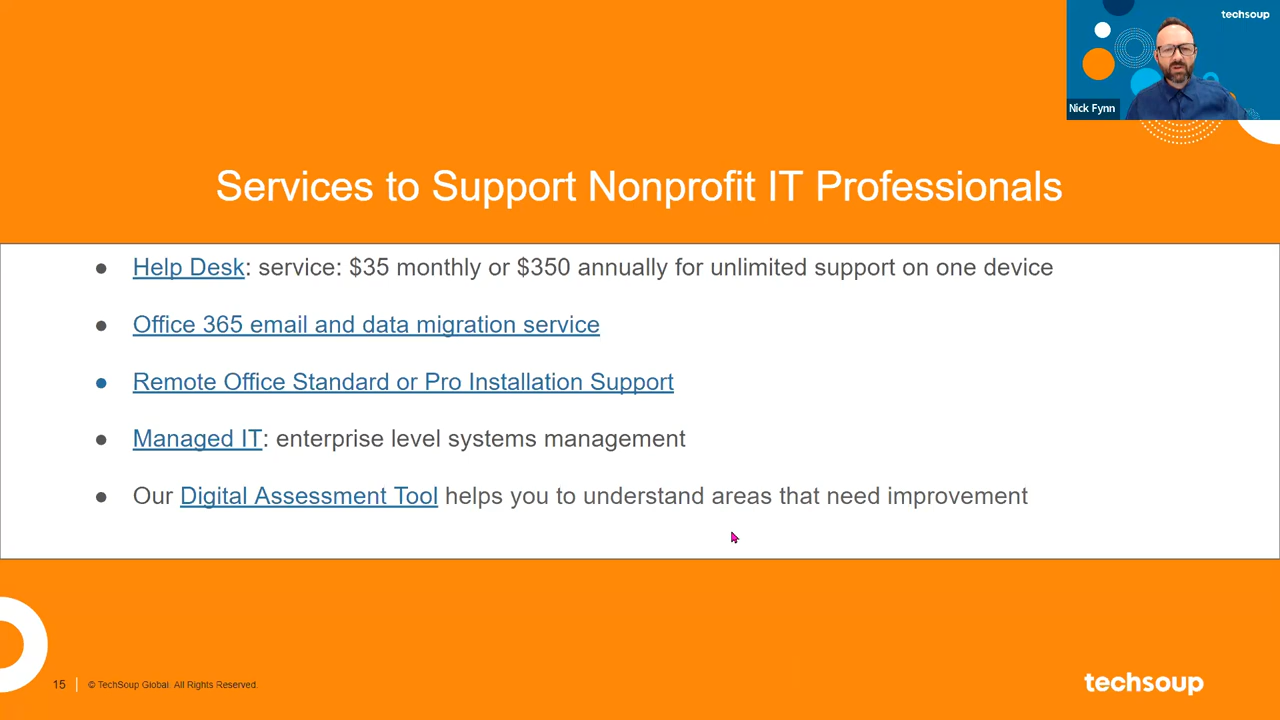 techsoup
Nick Fynn
Services to Support Nonprofit IT Professionals
● Help Desk: service: $35 monthly or $350 annually for unlimited support on one device
● Office 365 email and data migration service
● Remote Office Standard or Pro Installation Support
● Managed IT: enterprise level systems management
● Our Digital Assessment Tool helps you to understand areas that need improvement
15 | © TechSoup Global. All Rights Reserved.
techsoup